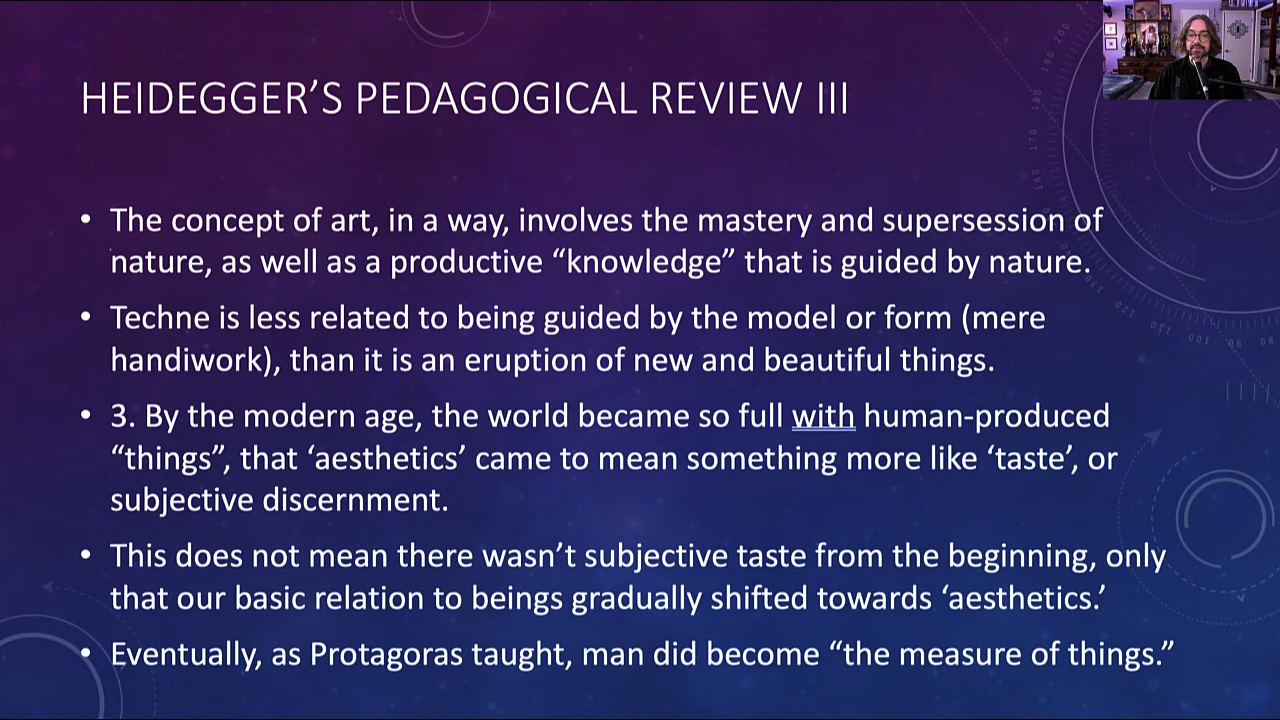 HEIDEGGER’S PEDAGOGICAL REVIEW III
• The concept of art, in a way, involves the mastery and supersession of
nature, as well as a productive “knowledge” that is guided by nature.
• Techne is less related to being guided by the model or form (mere
handiwork), than it is an eruption of new and beautiful things.
• 3. By the modern age, the world became so full with human-produced
“things”, that ‘aesthetics’ came to mean something more like ‘taste’, or
subjective discernment.
• This does not mean there wasn’t subjective taste from the beginning, only
that our basic relation to beings gradually shifted towards ‘aesthetics.’
• Eventually, as Protagoras taught, man did become “the measure of things.”